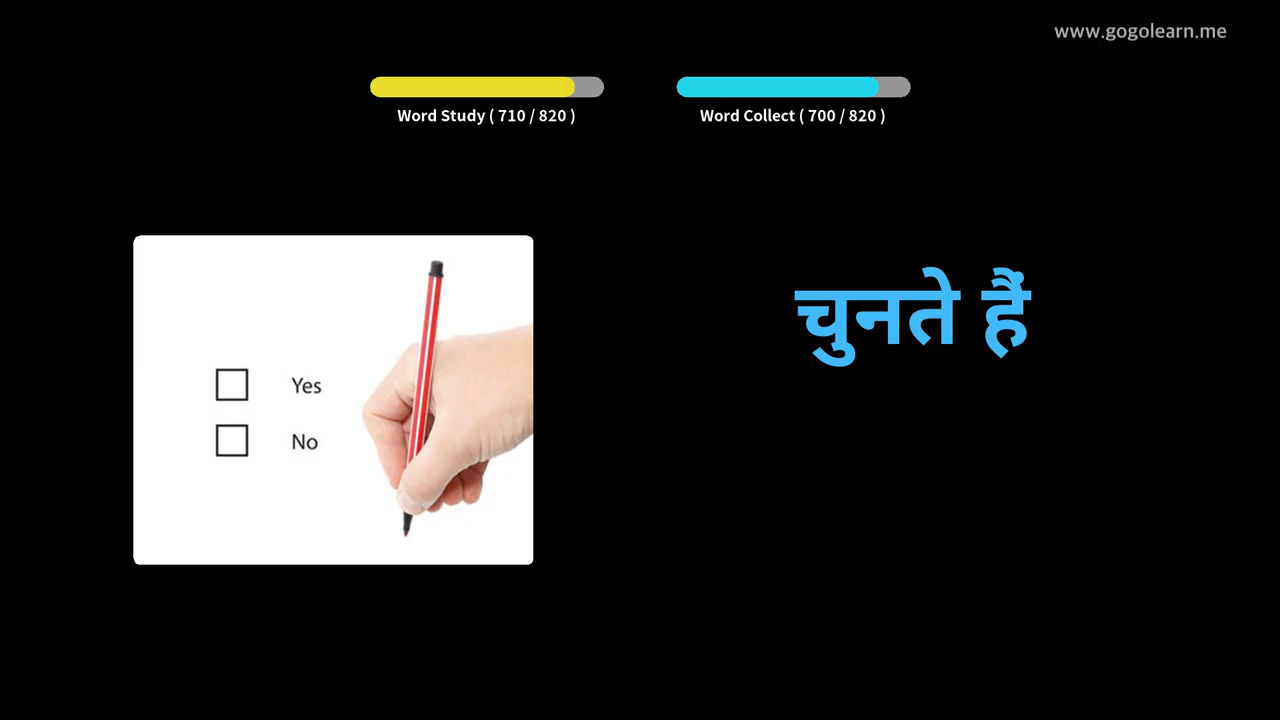 www.gogolearn.me
Word Study ( 710 / 820 )
Word Collect ( 700 / 820 )
Yes
No
चुनते हैं